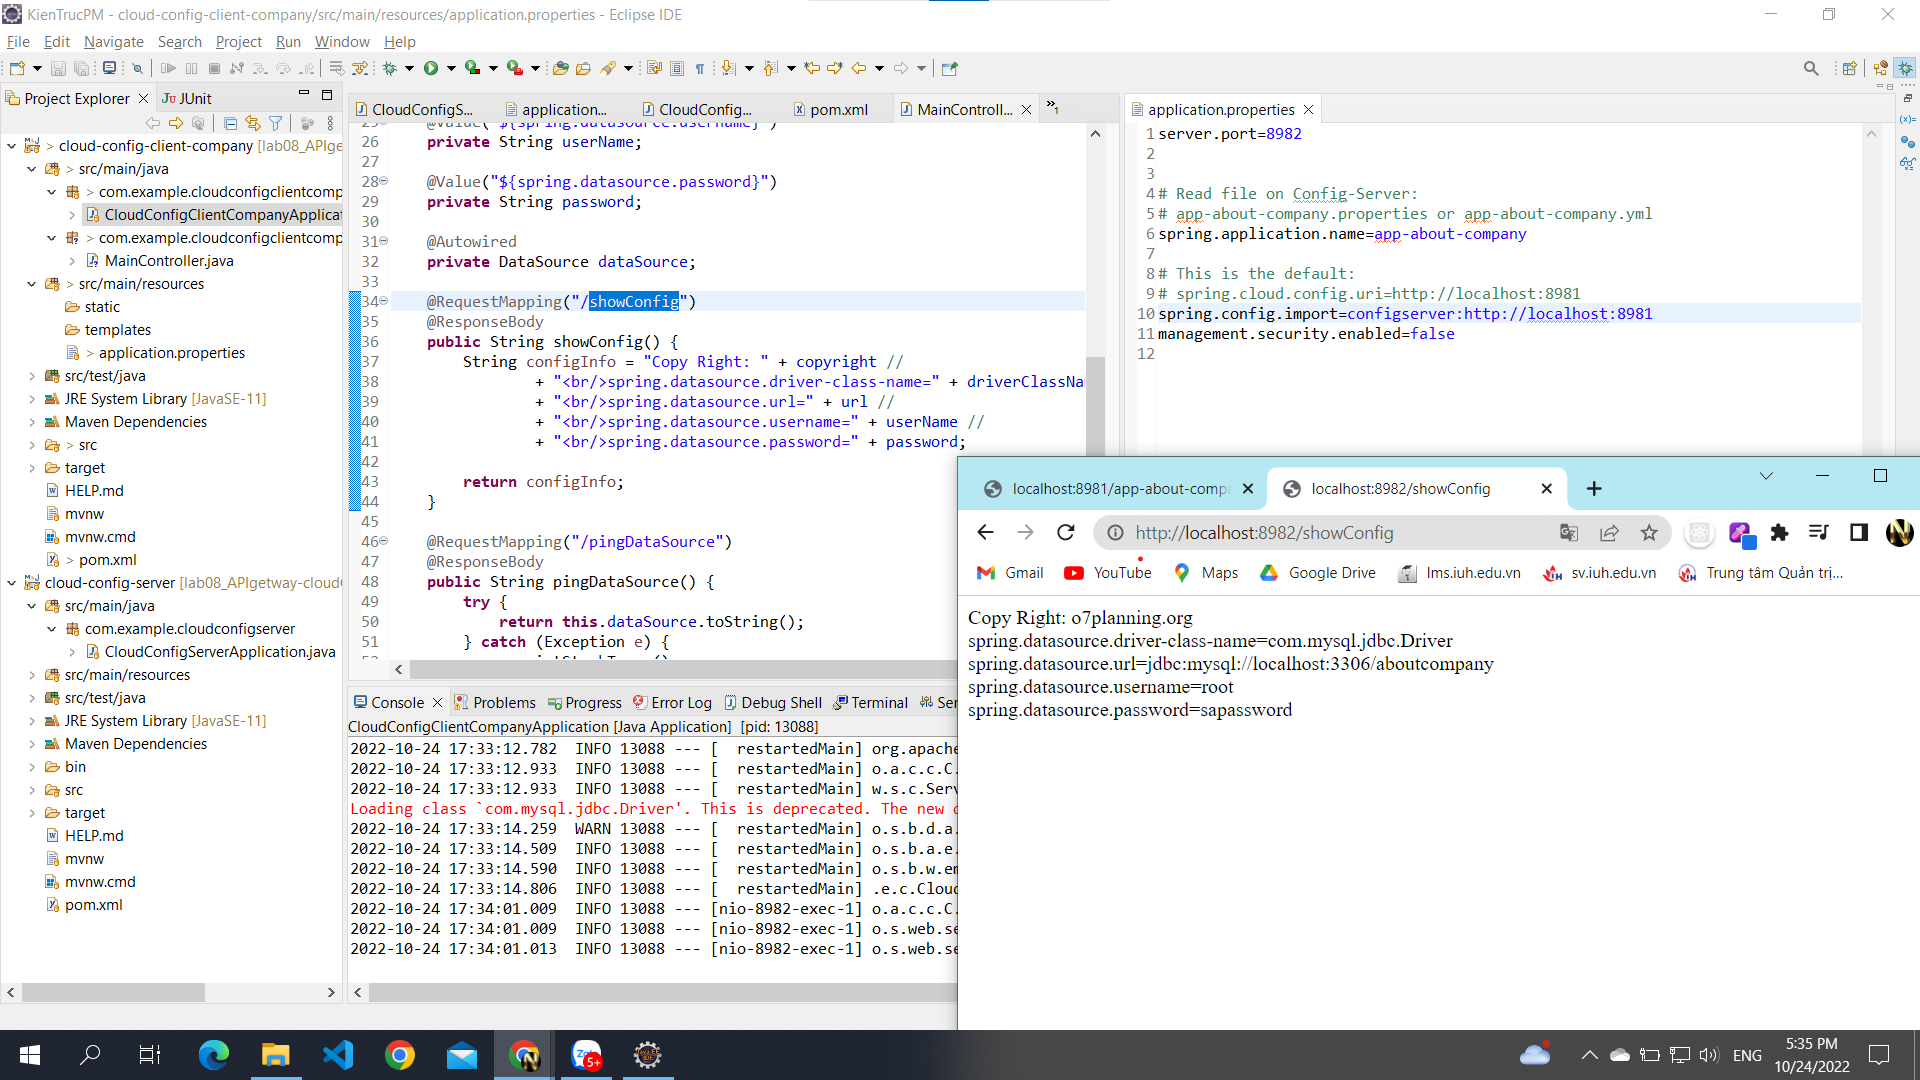 KienTrucPM - cloud-config-client-company/src/main/resources/application.properties - Eclipse IDE
File Edit Navigate Search Project Run Window Help
Project Explorer JUnit
cloud-config-client-company [lab08_APIge
> src/main/java
> com.example.cloudconfigclientcomp
CloudConfigClientCompanyApplicat
> com.example.cloudconfigclientcomp
MainController.java
> src/main/resources
static
templates
> application.properties
src/test/java
JRE System Library [JavaSE-11]
Maven Dependencies
> src
target
HELP.md
mvnw
mvnw.cmd
> pom.xml
cloud-config-server [lab08_APIgetway-cloud
src/main/java
com.example.cloudconfigserver
CloudConfigServerApplication.java
src/main/resources
src/test/java
JRE System Library [JavaSE-11]
Maven Dependencies
bin
src
target
HELP.md
mvnw
mvnw.cmd
pom.xml
CloudConfigS... application... CloudConfig... pom.xml MainControll... »1
25 @Value("${spring.datasource.username}")
26 private String userName;
27
28 @Value("${spring.datasource.password}")
29 private String password;
30
31 @Autowired
32 private DataSource dataSource;
33
34 @RequestMapping("/showConfig")
35 @ResponseBody
36 public String showConfig() {
37 String configInfo = "Copy Right: " + copyright //
38 + "<br/>spring.datasource.driver-class-name=" + driverClassNa
39 + "<br/>spring.datasource.url=" + url //
40 + "<br/>spring.datasource.username=" + userName //
41 + "<br/>spring.datasource.password=" + password;
42
43 return configInfo;
44 }
45
46 @RequestMapping("/pingDataSource")
47 @ResponseBody
48 public String pingDataSource() {
49 try {
50 return this.dataSource.toString();
51 } catch (Exception e) {
application.properties
1 server.port=8982
2
3
4 # Read file on Config-Server:
5 # app-about-company.properties or app-about-company.yml
6 spring.application.name=app-about-company
7
8 # This is the default:
9 # spring.cloud.config.uri=http://localhost:8981
10 spring.config.import=configserver:http://localhost:8981
11 management.security.enabled=false
12
Console Problems Progress Error Log Debug Shell Terminal Ser
CloudConfigClientCompanyApplication [Java Application] [pid: 13088]
2022-10-24 17:33:12.782 INFO 13088 --- [ restartedMain] org.apache
2022-10-24 17:33:12.933 INFO 13088 --- [ restartedMain] o.a.c.c.C.
2022-10-24 17:33:12.933 INFO 13088 --- [ restartedMain] w.s.c.Serv
Loading class `com.mysql.jdbc.Driver'. This is deprecated. The new d
2022-10-24 17:33:14.259 WARN 13088 --- [ restartedMain] o.s.b.d.a.
2022-10-24 17:33:14.509 INFO 13088 --- [ restartedMain] o.s.b.a.e.
2022-10-24 17:33:14.590 INFO 13088 --- [ restartedMain] o.s.b.w.em
2022-10-24 17:33:14.806 INFO 13088 --- [ restartedMain] .e.c.Cloud
2022-10-24 17:34:01.009 INFO 13088 --- [nio-8982-exec-1] o.a.c.c.C.
2022-10-24 17:34:01.009 INFO 13088 --- [nio-8982-exec-1] o.s.web.se
2022-10-24 17:34:01.013 INFO 13088 --- [nio-8982-exec-1] o.s.web.se
localhost:8981/app-about-comp localhost:8982/showConfig
http://localhost:8982/showConfig
Gmail YouTube Maps Google Drive lms.iuh.edu.vn sv.iuh.edu.vn Trung tâm Quản trị...
Copy Right: o7planning.org
spring.datasource.driver-class-name=com.mysql.jdbc.Driver
spring.datasource.url=jdbc:mysql://localhost:3306/aboutcompany
spring.datasource.username=root
spring.datasource.password=sapassword
5+
ENG
5:35 PM
10/24/2022